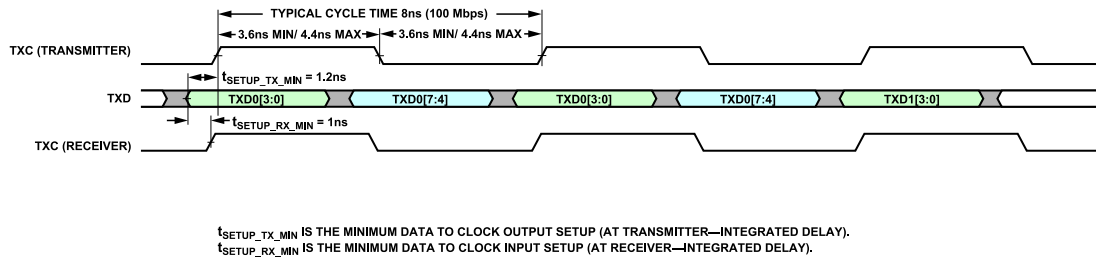 TYPICAL CYCLE TIME 8ns (100 Mbps)
3.6ns MIN/ 4.4ns MAX
3.6ns MIN/ 4.4ns MAX
TXC (TRANSMITTER)
tSETUP_TX_MIN = 1.2ns
TXD
TXD0[3:0]
TXD0[7:4]
TXD0[3:0]
TXD0[7:4]
TXD1[3:0]
tSETUP_RX_MIN = 1ns
TXC (RECEIVER)
tSETUP_TX_MIN IS THE MINIMUM DATA TO CLOCK OUTPUT SETUP (AT TRANSMITTER—INTEGRATED DELAY).
tSETUP_RX_MIN IS THE MINIMUM DATA TO CLOCK INPUT SETUP (AT RECEIVER—INTEGRATED DELAY).